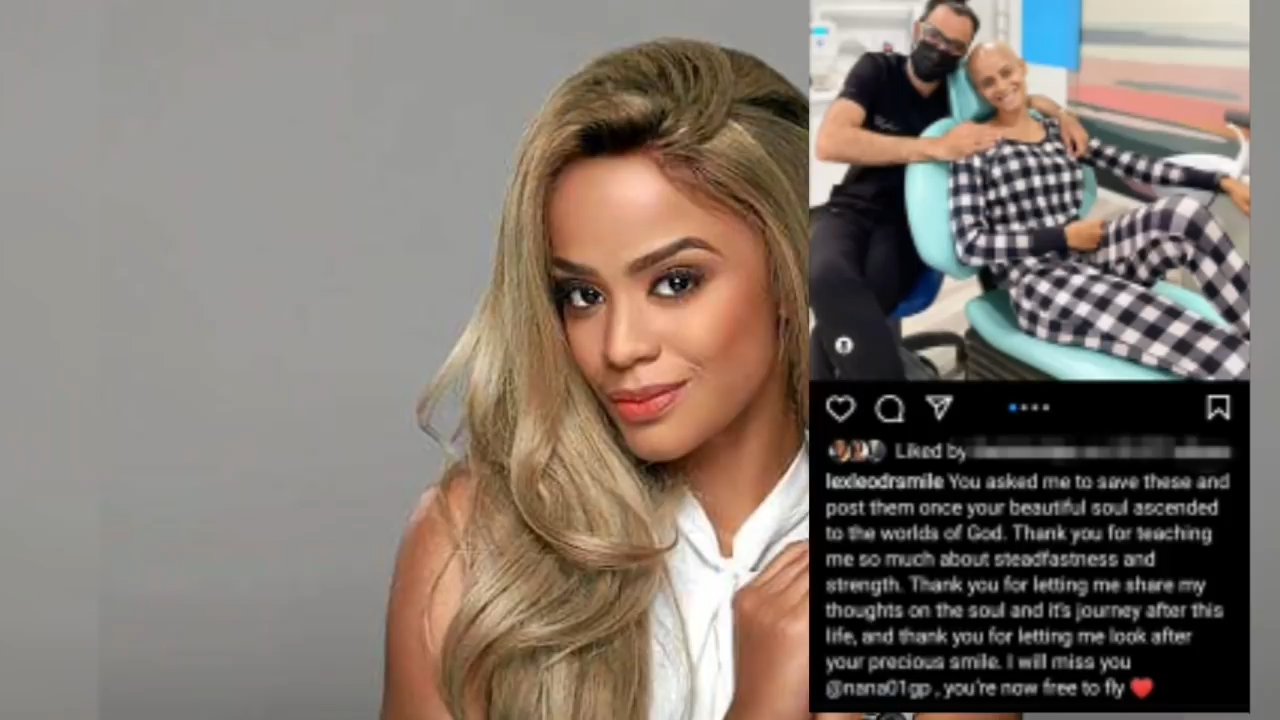 Liked by
lexleodrsmile You asked me to save these and
post them once your beautiful soul ascended
to the worlds of God. Thank you for teaching
me so much about steadfastness and
strength. Thank you for letting me share my
thoughts on the soul and it's journey after this
life, and thank you for letting me look after
your precious smile. I will miss you
@nana01gp , you're now free to fly ❤️